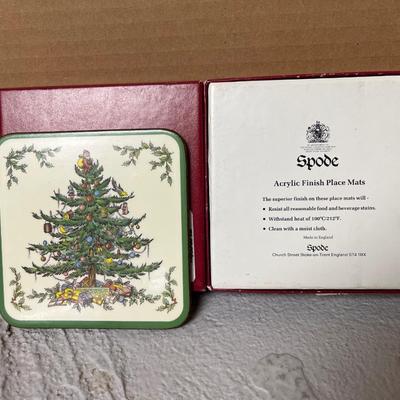 Spode
Acrylic Finish Place Mats
The superior finish on these place mats will -
• Resist all reasonable food and beverage stains.
• Withstand heat of 100°C/212°F.
• Clean with a moist cloth.
Made in England
Spode
Church Street Stoke-on-Trent England ST4 1BX